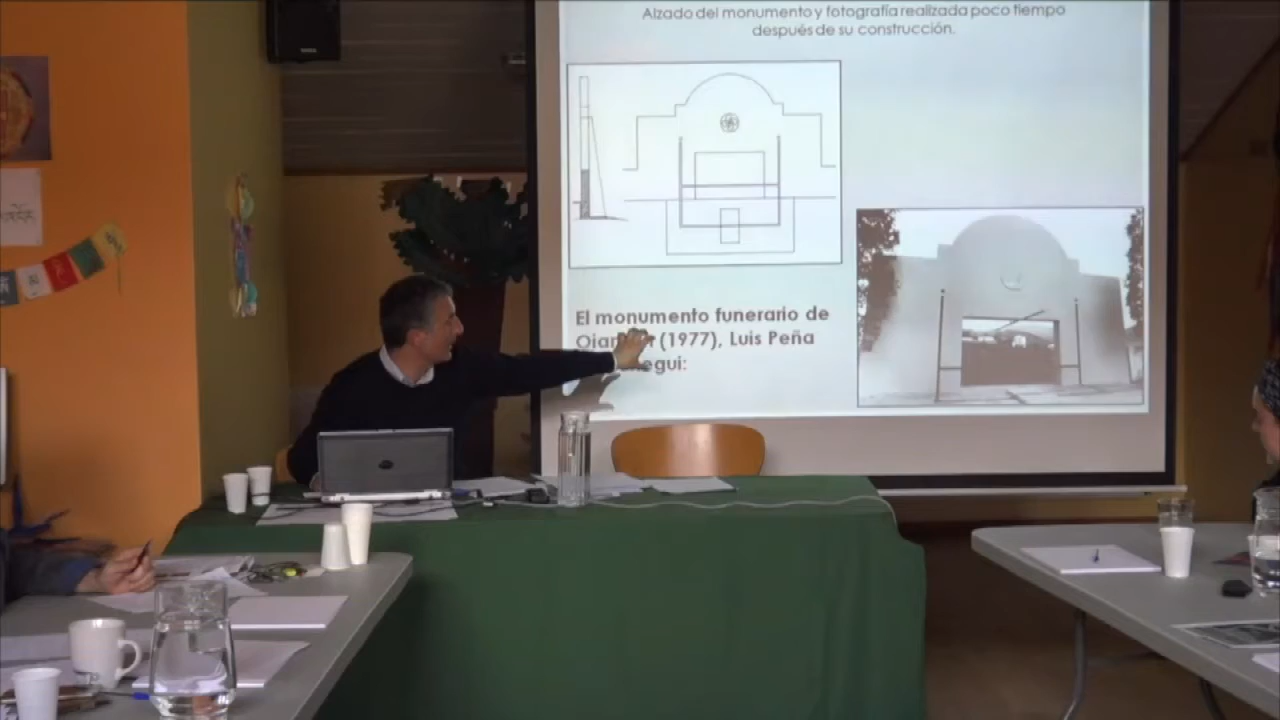 Alzado del monumento y fotografía realizada poco tiempo
después de su construcción.
El monumento funerario de
(1977), Luis Peña